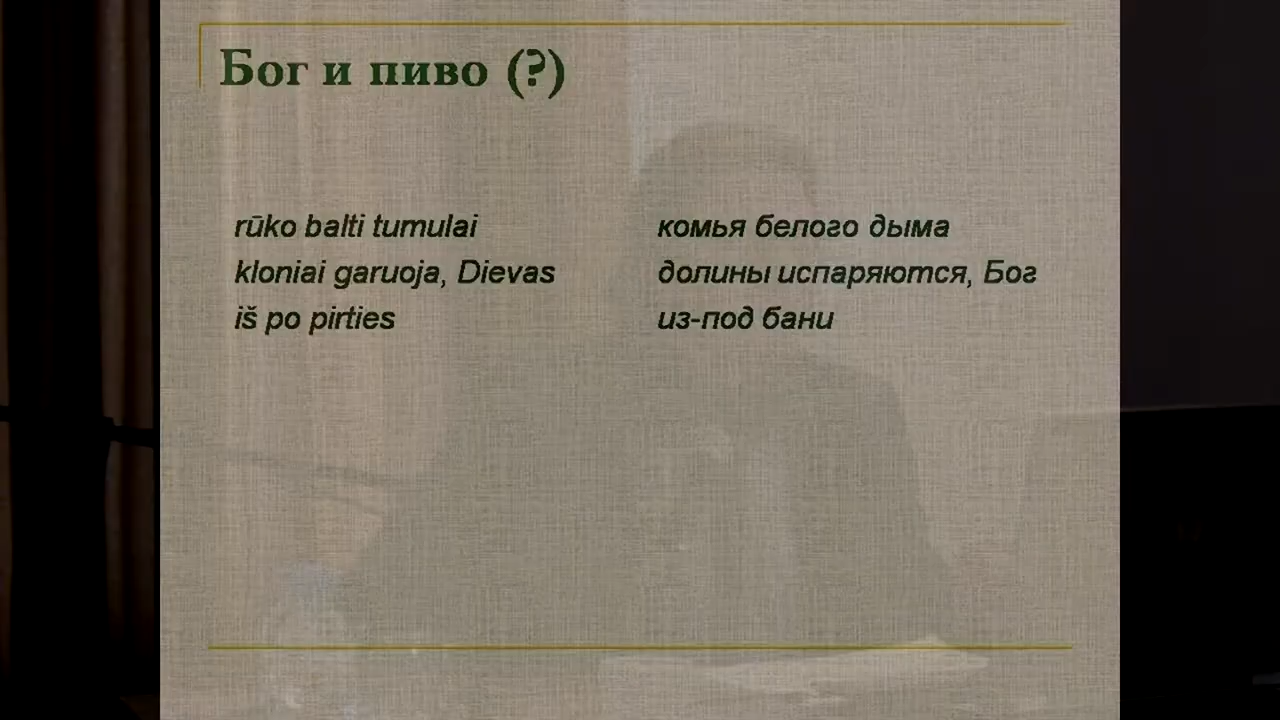 Бог и пиво (?)
rūko balti tumulai
kloniai garuoja, Dievas
iš po pirties
комья белого дыма
долины испаряются, Бог
из-под бани